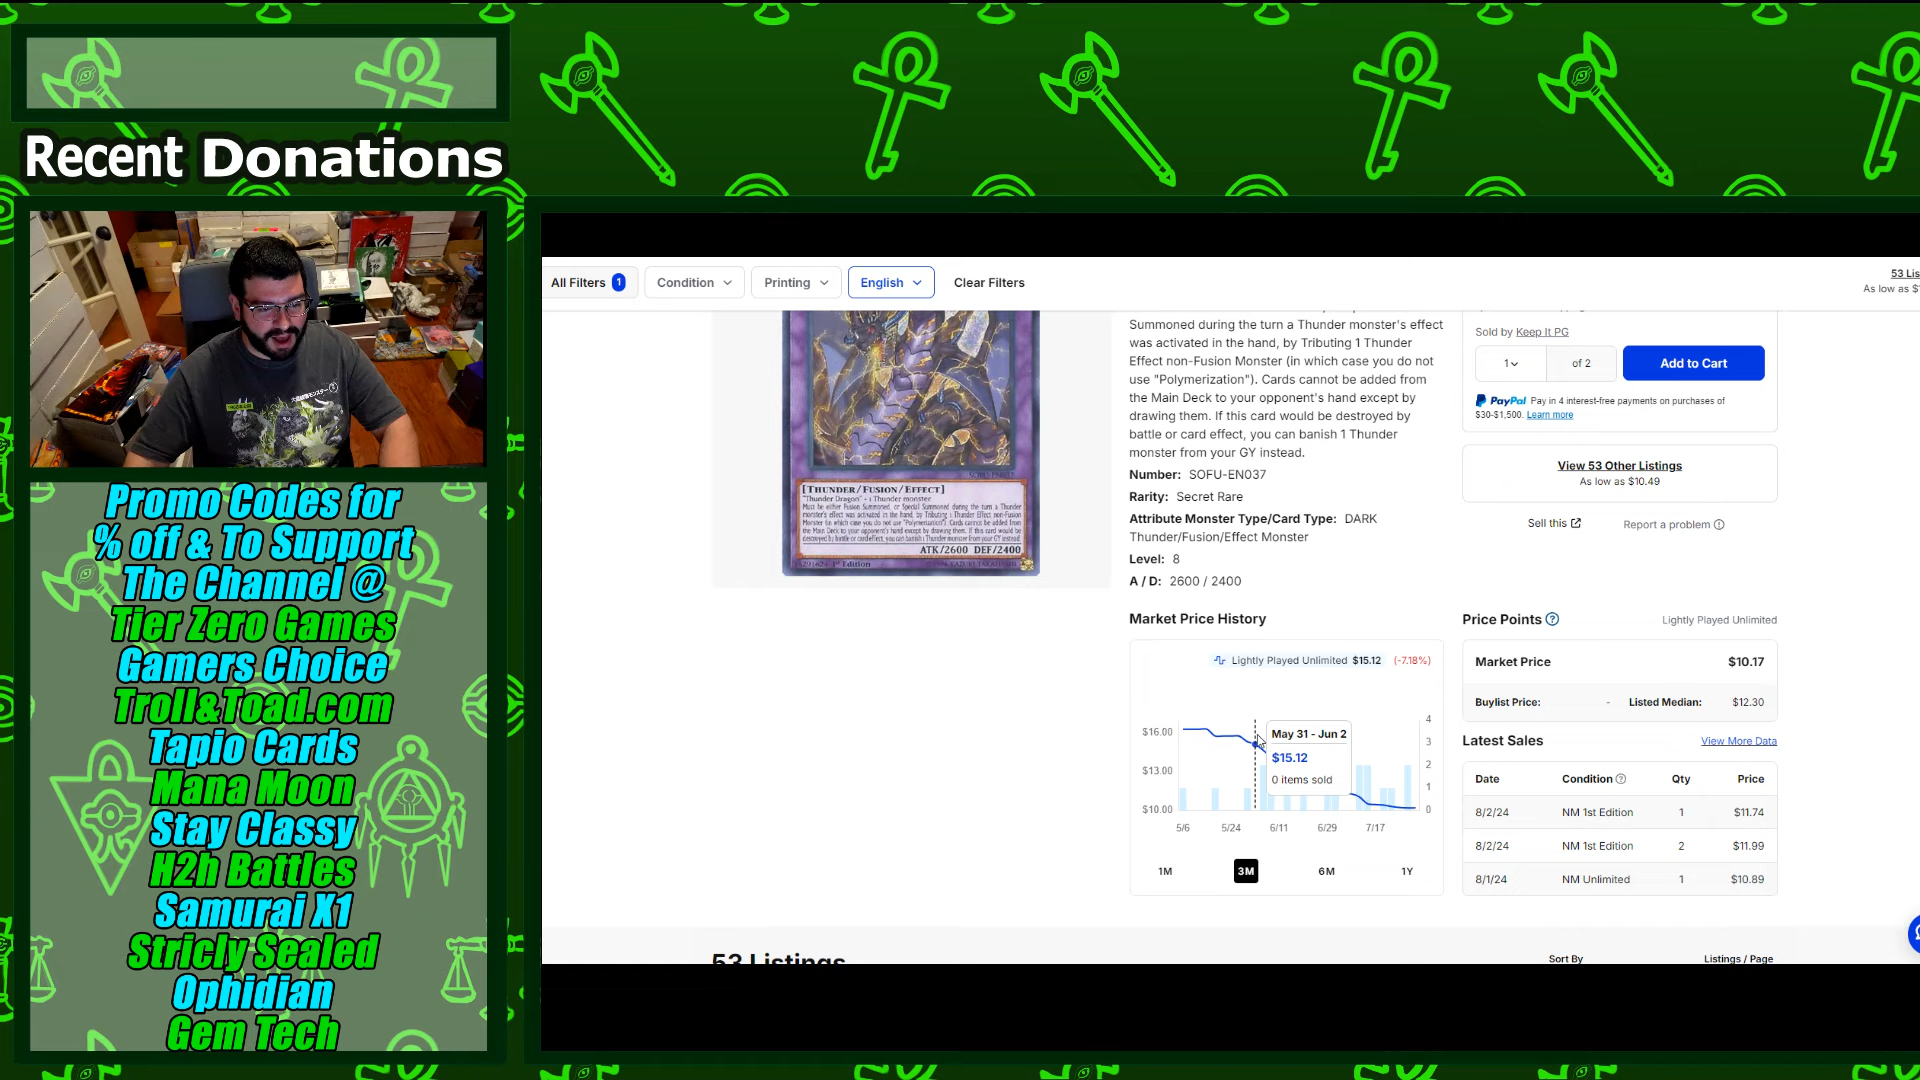 Recent Donations
Promo Codes for
% off & To Support
The Channel @
Tier Zero Games
Gamers Choice
Troll&Toad.com
Tapio Cards
Mana Moon
Stay Classy
H2h Battles
Samurai X1
Stricly Sealed
Ophidian
Gem Tech
All Filters 1
Condition
Printing
English
Clear Filters
53 Lis
As low as $1
[THUNDER/FUSION/EFFECT]
"Thunder Dragon" + 1 Thunder monster
ATK/2600 DEF/2400
1st Edition
Summoned during the turn a Thunder monster's effect
was activated in the hand, by Tributing 1 Thunder
Effect non-Fusion Monster (in which case you do not
use "Polymerization"). Cards cannot be added from
the Main Deck to your opponent's hand except by
drawing them. If this card would be destroyed by
battle or card effect, you can banish 1 Thunder
monster from your GY instead.
Number: SOFU-EN037
Rarity: Secret Rare
Attribute Monster Type/Card Type: DARK
Thunder/Fusion/Effect Monster
Level: 8
A / D: 2600 / 2400
Sold by Keep It PG
1
of 2
Add to Cart
PayPal Pay in 4 interest-free payments on purchases of
$30-$1,500. Learn more
View 53 Other Listings
As low as $10.49
Sell this
Report a problem
Market Price History
Lightly Played Unlimited $15.12 (-7.18%)
$16.00
$13.00
$10.00
May 31 - Jun 2
$15.12
0 items sold
4
3
2
1
0
5/6 5/24 6/11 6/29 7/17
1M 3M 6M 1Y
Price Points ?
Lightly Played Unlimited
Market Price $10.17
Buylist Price: - Listed Median: $12.30
Latest Sales View More Data
Date Condition Qty Price
8/2/24 NM 1st Edition 1 $11.74
8/2/24 NM 1st Edition 2 $11.99
8/1/24 NM Unlimited 1 $10.89
53 Listings
Sort By
Listings / Page